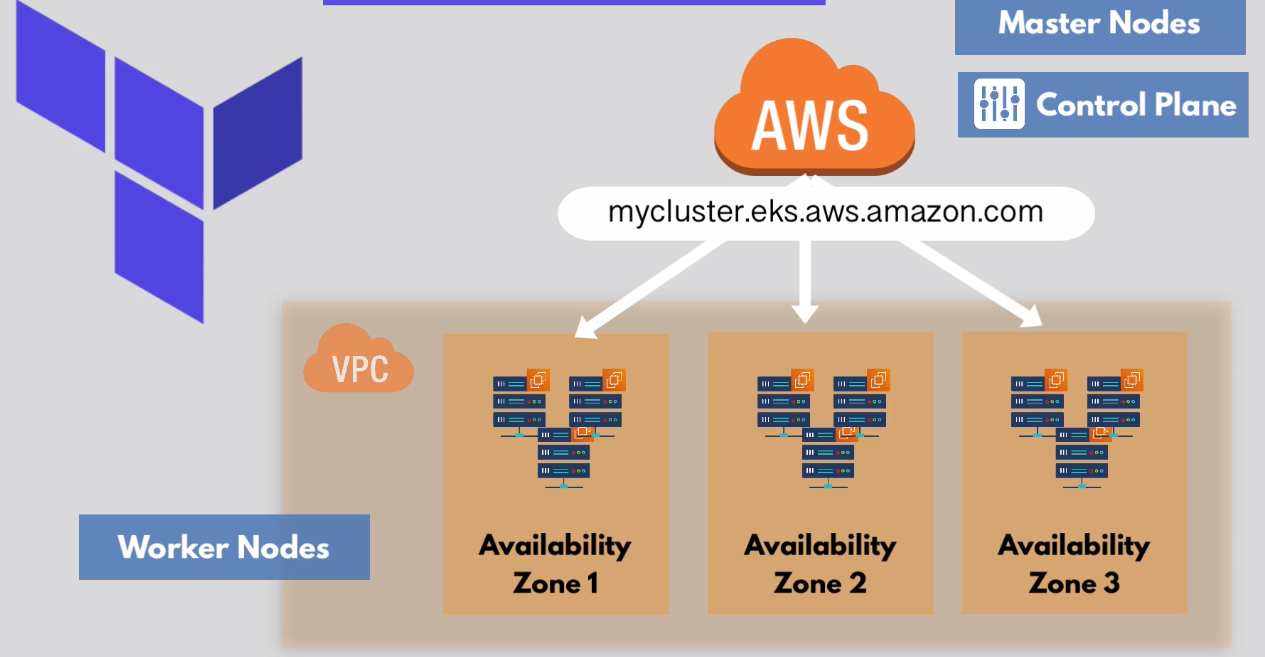 Master Nodes
Control Plane
AWS
mycluster.eks.aws.amazon.com
VPC
Worker Nodes
Availability
Zone 1
Availability
Zone 2
Availability
Zone 3